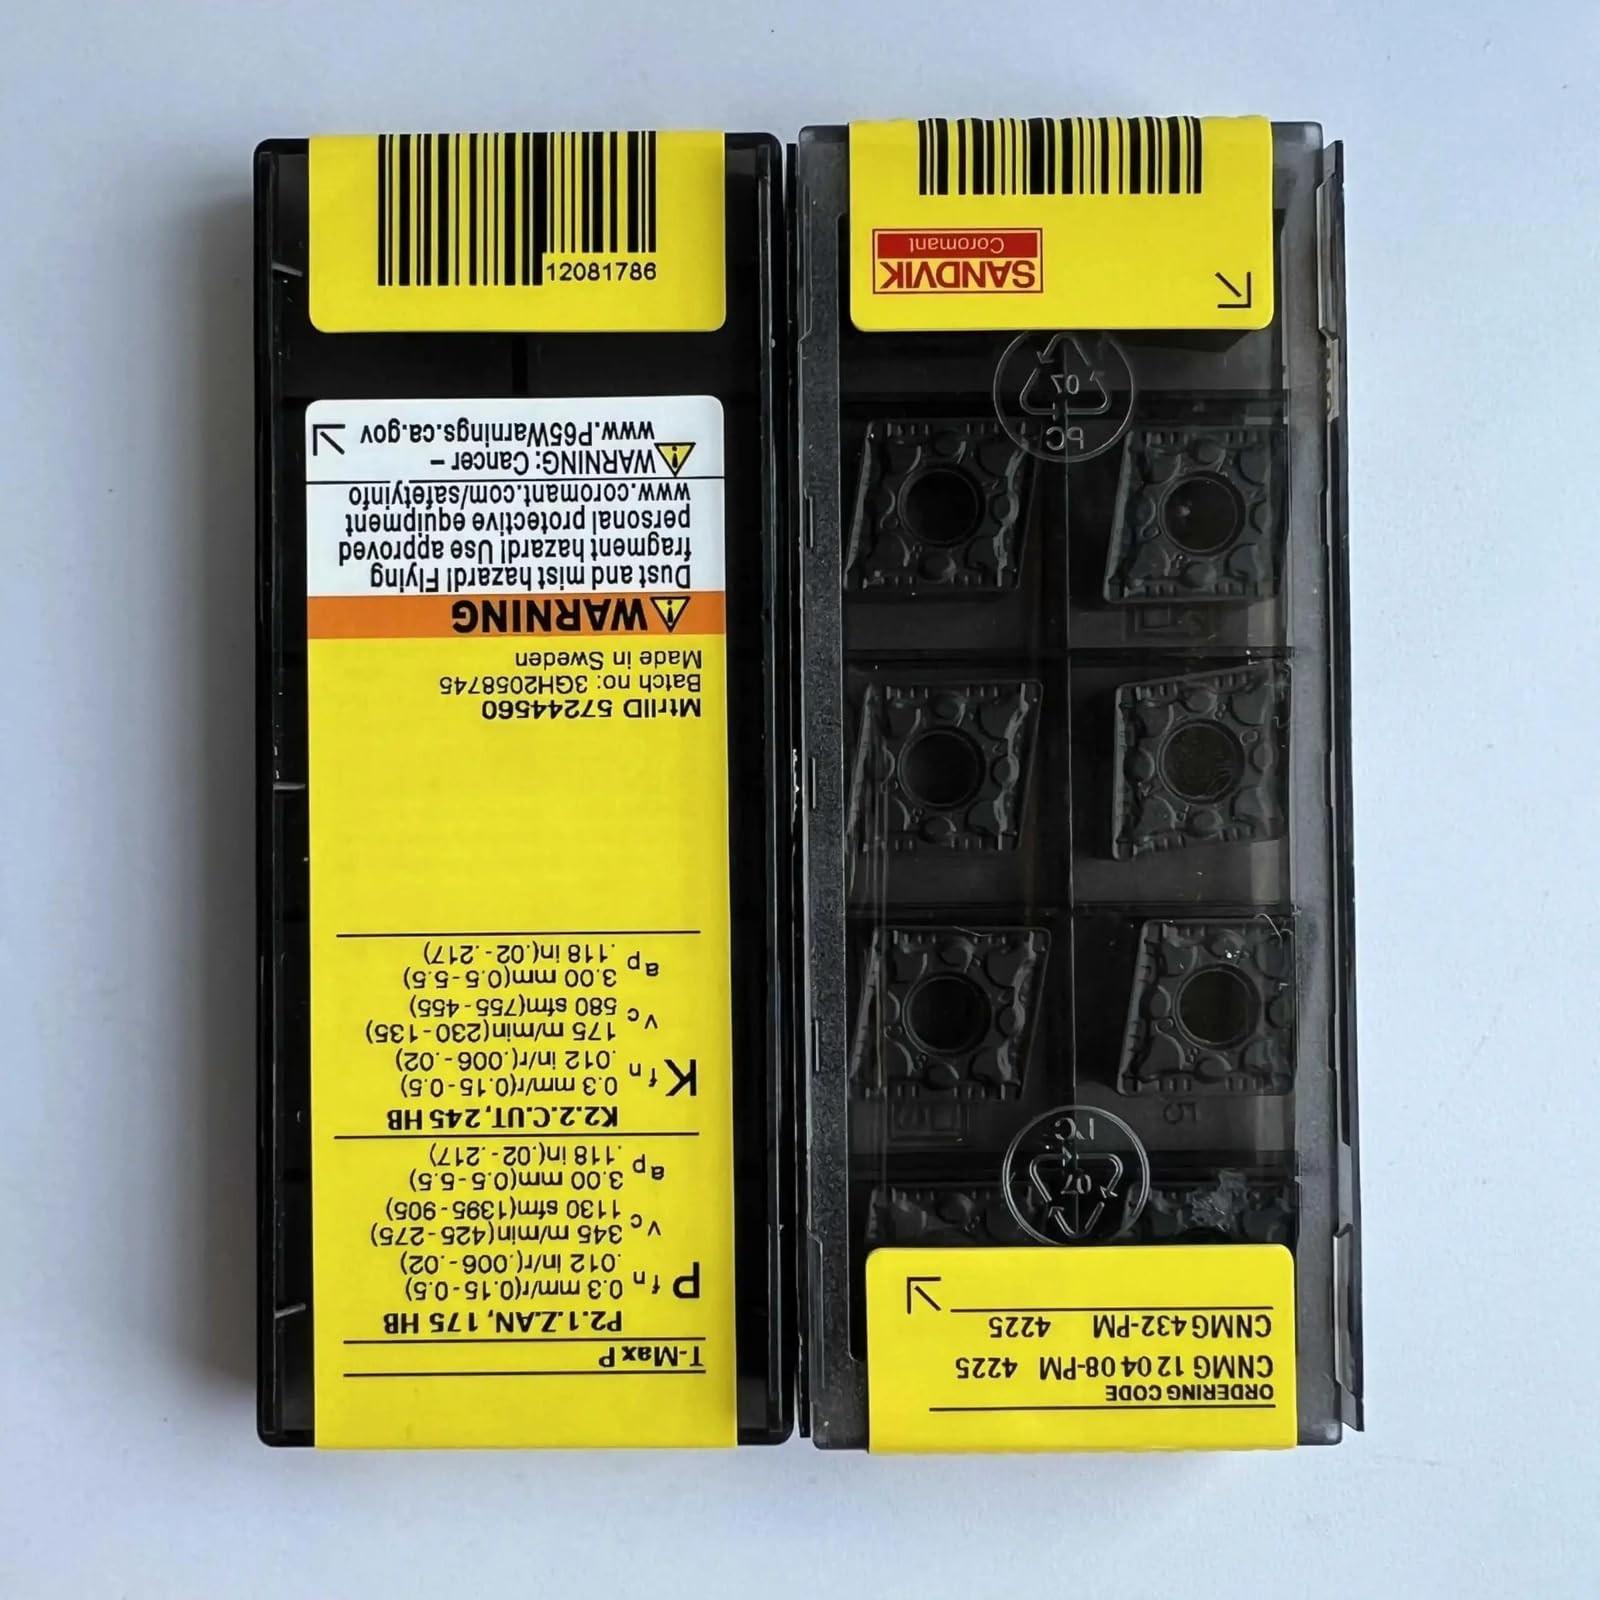 12081786
T-Max P
P2.1.Z.AN, 175 HB
P fn 0.3 mm/r(0.15-0.5)
.012 in/r(.006-.02)
vc 345 m/min(425-275)
1130 sfm(1395-905)
ap 3.00 mm(0.5-5.5)
.118 in(.02-.217)
K2.2.C.UT, 245 HB
K fn 0.3 mm/r(0.15-0.5)
.012 in/r(.006-.02)
vc 175 m/min(230-135)
580 sfm(755-455)
ap 3.00 mm(0.5-5.5)
.118 in(.02-.217)
MtrlID 57244560
Batch no: 3GH2058745
Made in Sweden
WARNING
Dust and mist hazard! Flying
fragment hazard! Use approved
personal protective equipment
www.coromant.com/safetyinfo
WARNING: Cancer –
www.P65Warnings.ca.gov
ORDERING CODE
CNMG 12 04 08-PM 4225
CNMG 432-PM 4225
07
PC
5
07
PC
SANDVIK
Coromant